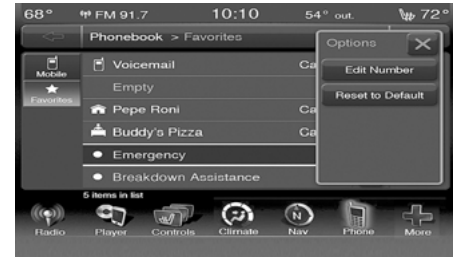 68° FM 91.7 10:10 54° out. 72°
Phonebook > Favorites
Options
Mobile
Favorites
Voicemail Ca
Empty
Pepe Roni Ca
Buddy's Pizza Ca
Emergency
Breakdown Assistance
Edit Number
Reset to Default
5 items in list
Radio Player Controls Climate N Nav Phone More